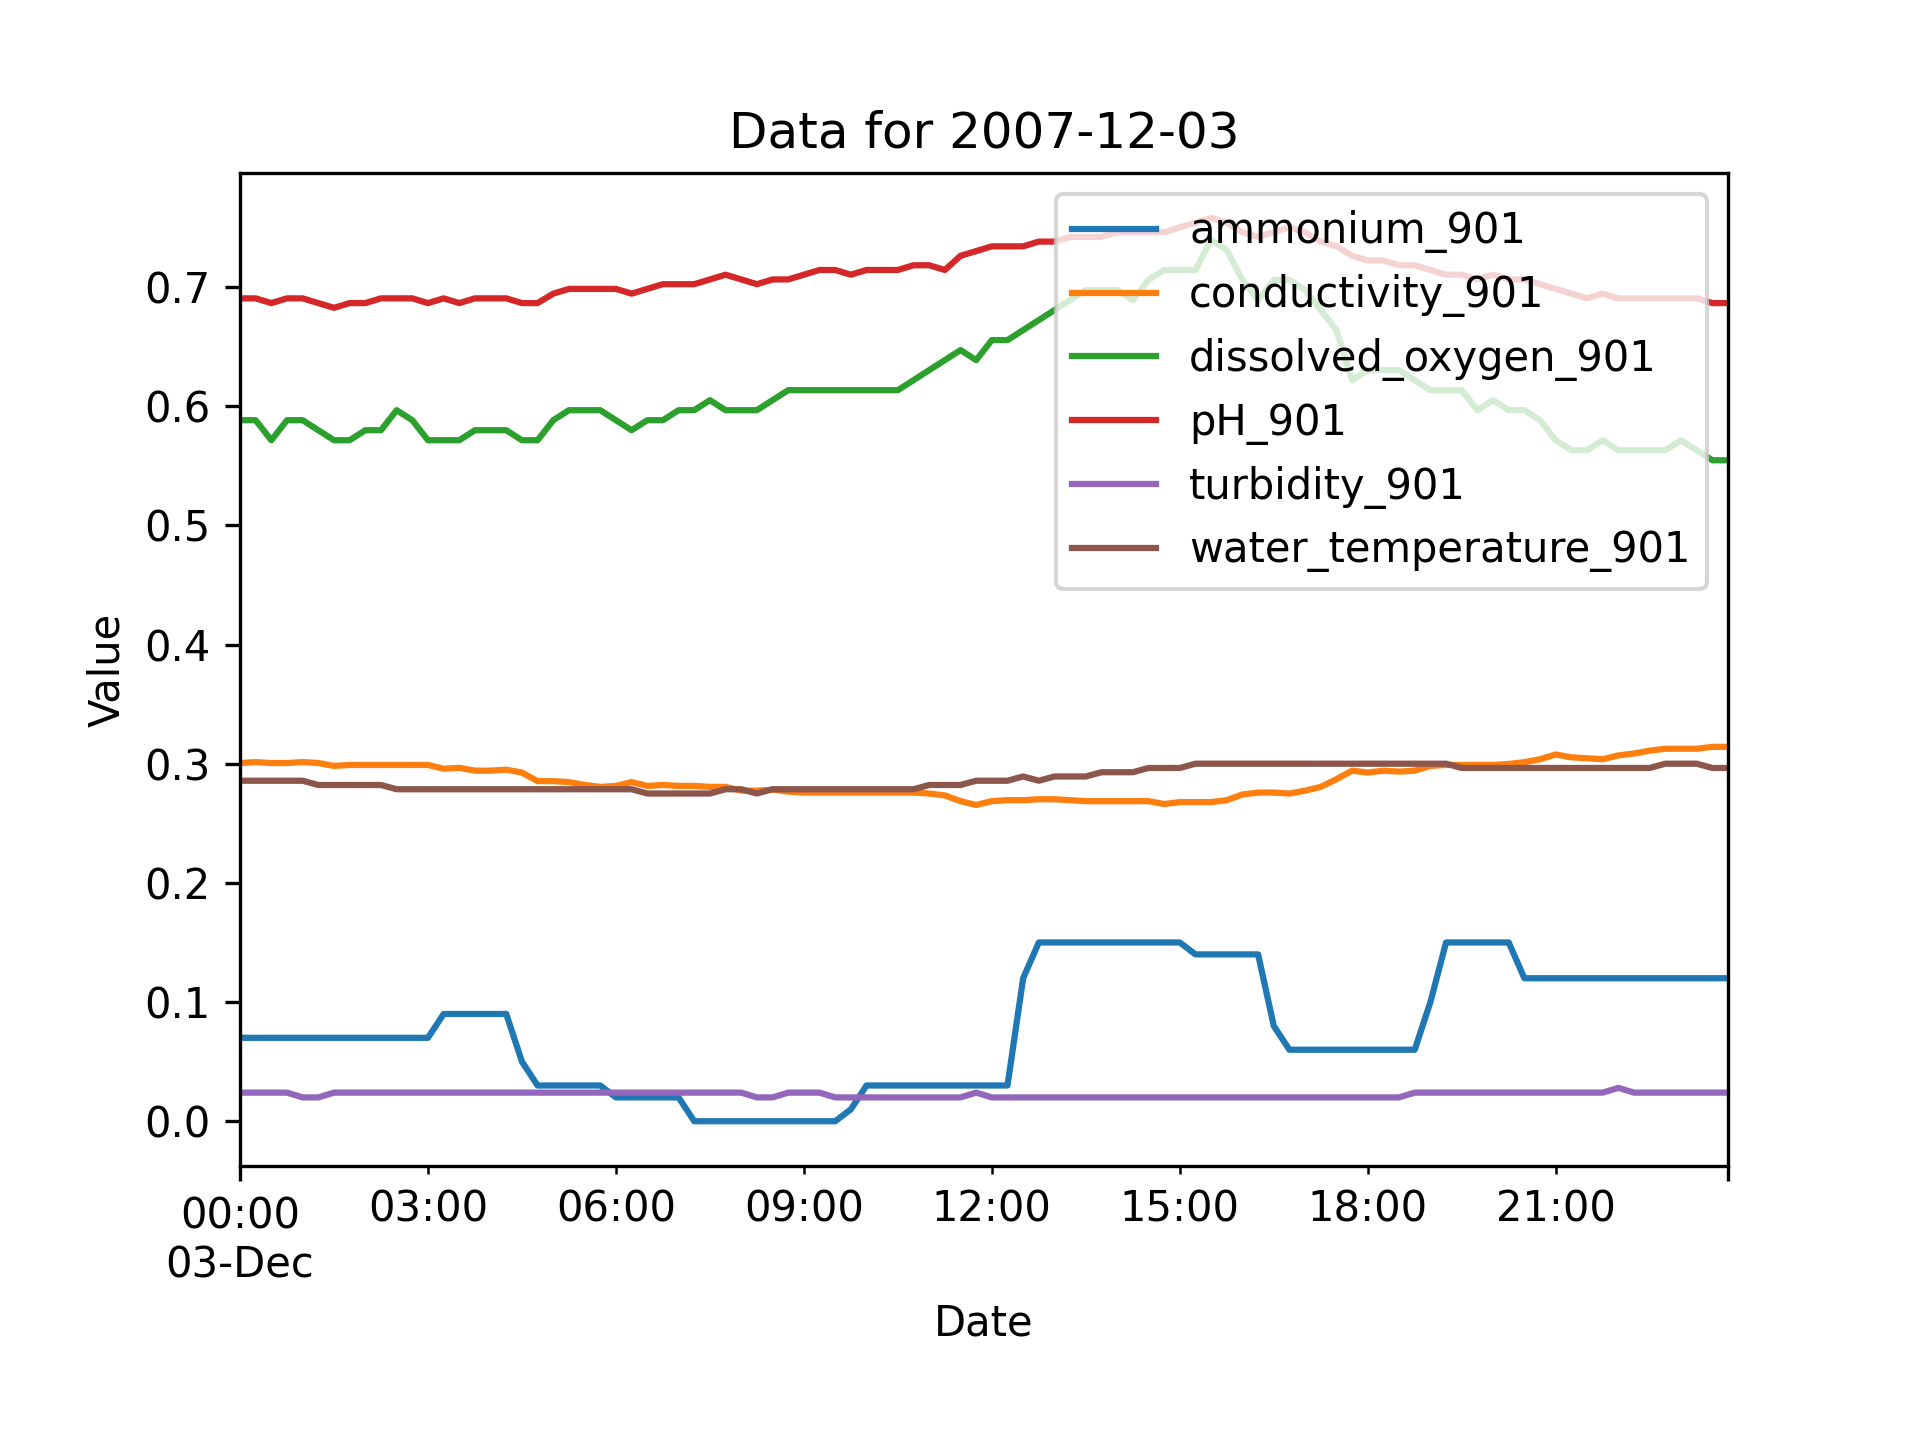 Data for 2007-12-03
ammonium_901
conductivity_901
dissolved_oxygen_901
pH_901
turbidity_901
water_temperature_901
Value
0.7
0.6
0.5
0.4
0.3
0.2
0.1
0.0
00:00 03:00 06:00 09:00 12:00 15:00 18:00 21:00
03-Dec
Date